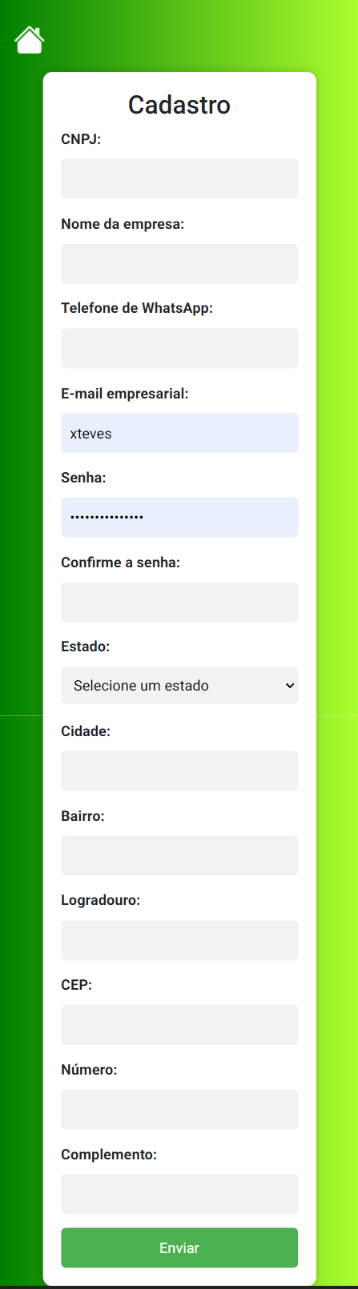 Cadastro
CNPJ:
Nome da empresa:
Telefone de WhatsApp:
E-mail empresarial:
xteves
Senha:
•••••••••••••••
Confirme a senha:
Estado:
Selecione um estado
Cidade:
Bairro:
Logradouro:
CEP:
Número:
Complemento:
Enviar